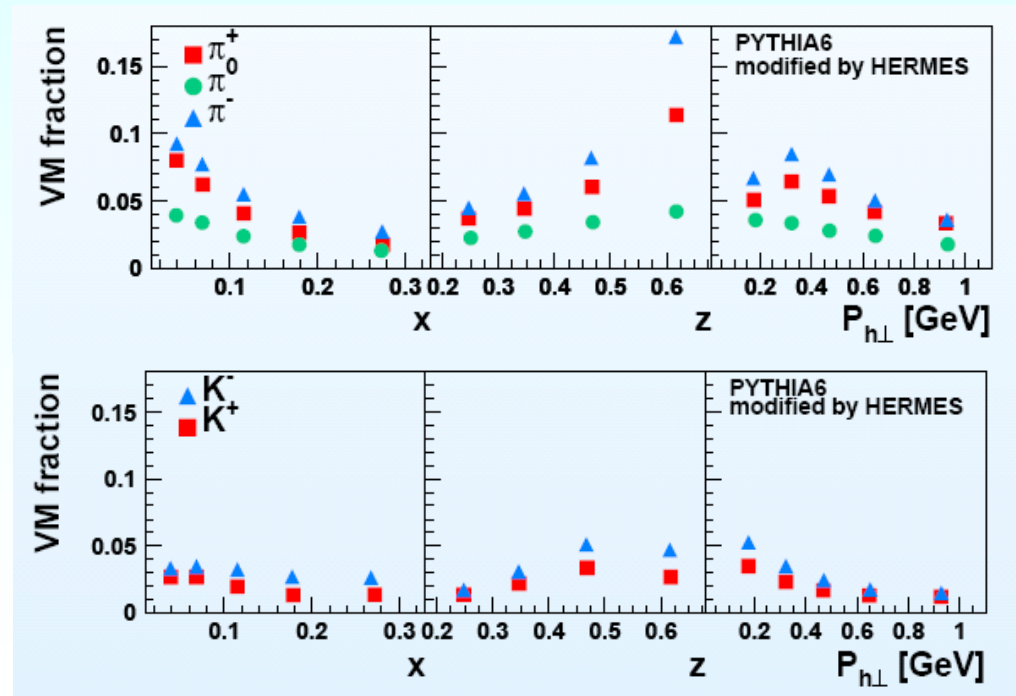 VM fraction
0.15
0.1
0.05
0
π+
π0
π-
PYTHIA6
modified by HERMES
0.1 0.2 0.3 0.2 0.3 0.4 0.5 0.6 0.2 0.4 0.6 0.8 1
x z P_h⊥ [GeV]
VM fraction
0.15
0.1
0.05
0
K-
K+
PYTHIA6
modified by HERMES
0.1 0.2 0.3 0.2 0.3 0.4 0.5 0.6 0.2 0.4 0.6 0.8 1
x z P_h⊥ [GeV]